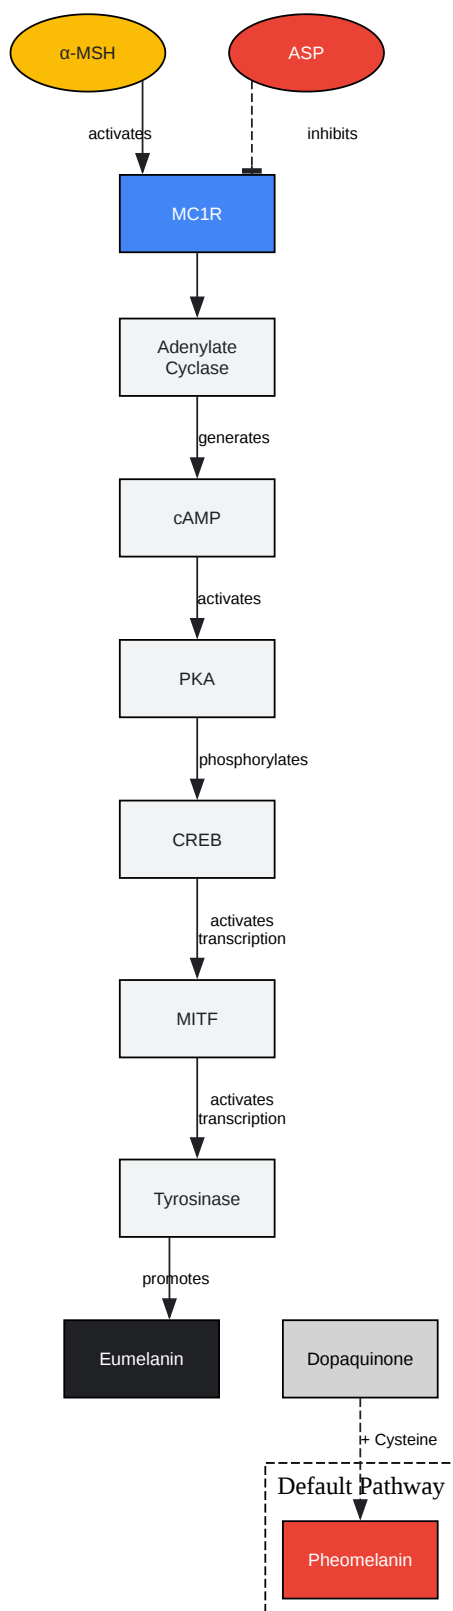 α-MSH
ASP
activates
inhibits
MC1R
Adenylate
Cyclase
generates
cAMP
activates
PKA
phosphorylates
CREB
activates
transcription
MITF
activates
transcription
Tyrosinase
promotes
Eumelanin
Dopaquinone
+ Cysteine
Default Pathway
Pheomelanin